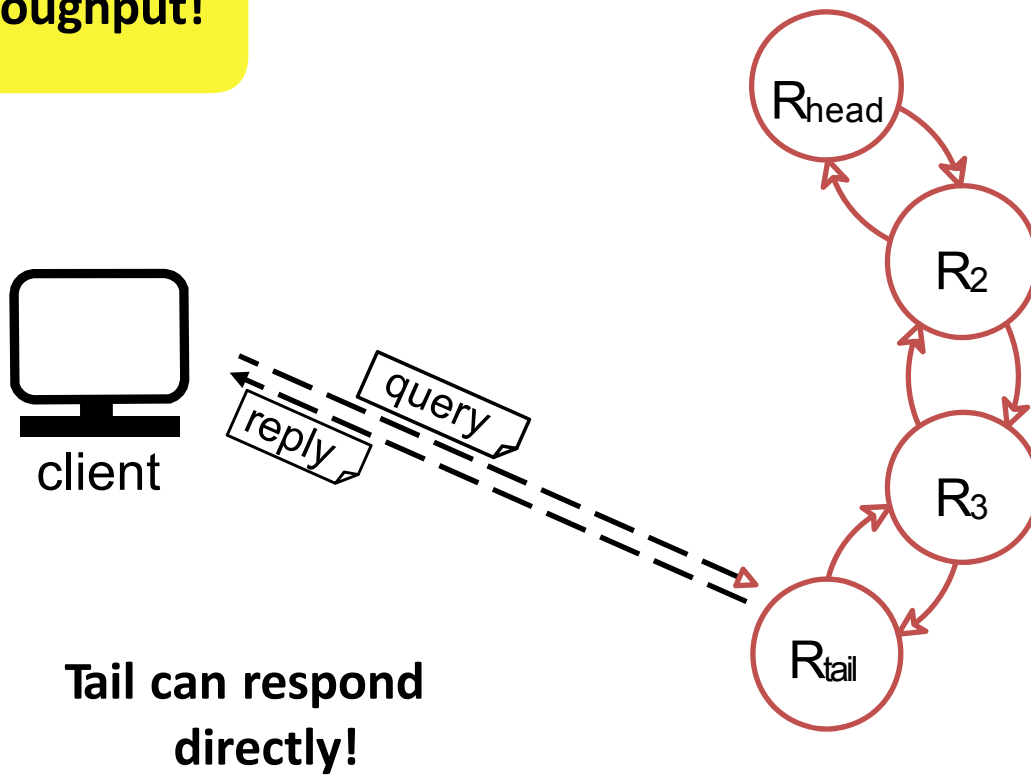 oughput!
Rhead
R2
query
reply
client
R3
Rtail
Tail can respond
directly!